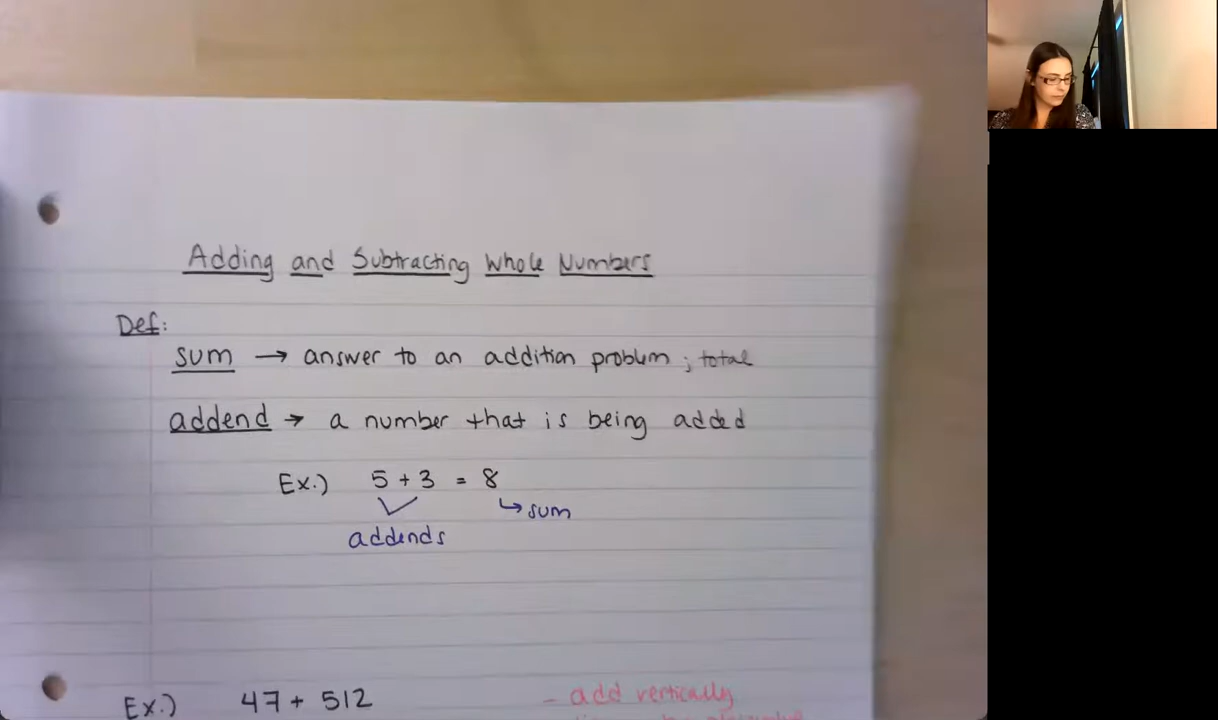 Adding and Subtracting Whole Numbers
Def:
sum → answer to an addition problem; total
addend → a number that is being added
Ex.) 5 + 3 = 8
↳ sum
addends
Ex.) 47 + 512 - add vertically